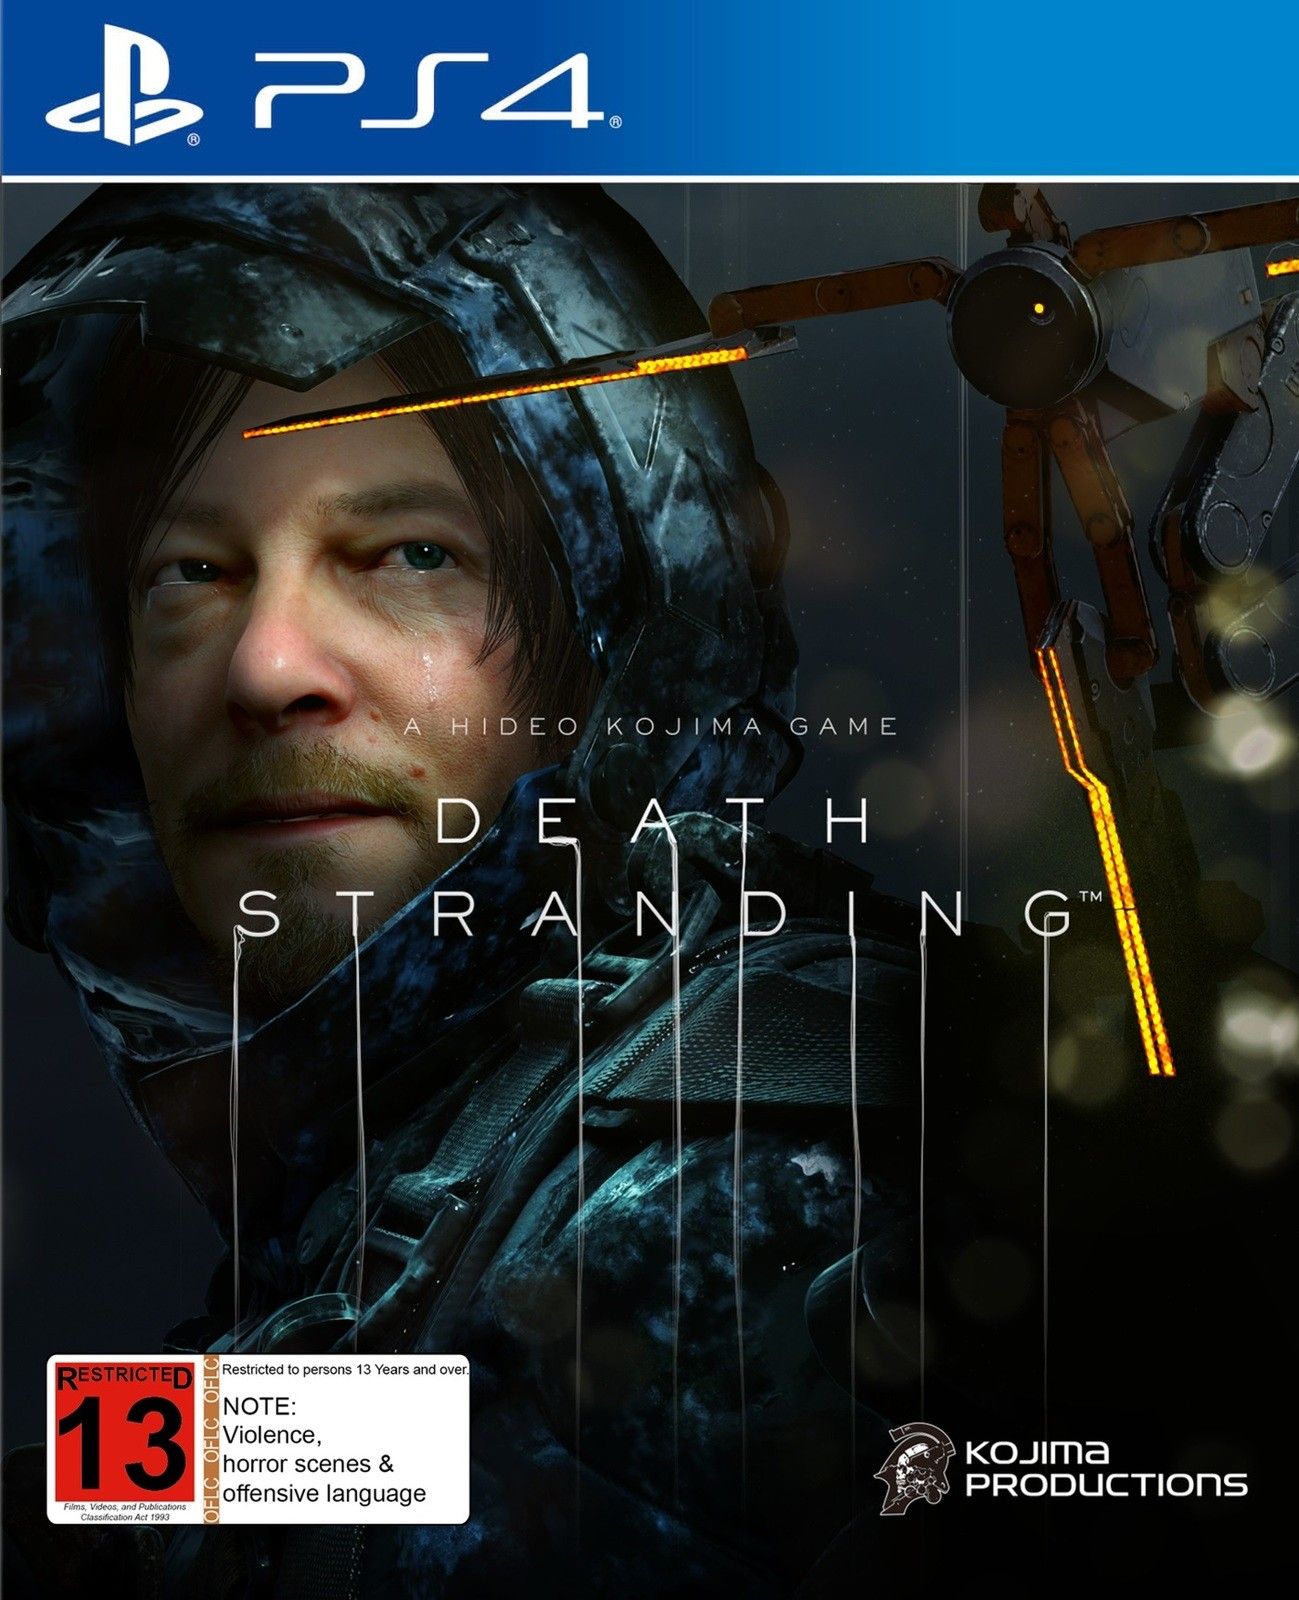 PS4®
A HIDEO KOJIMA GAME
DEATH
STRANDING™
RESTRICTED
13
Films, Videos, and Publications
Classification Act 1993
OFLC OFLC OFLC
Restricted to persons 13 Years and over.
NOTE:
Violence,
horror scenes &
offensive language
KOJIMA
PRODUCTIONS